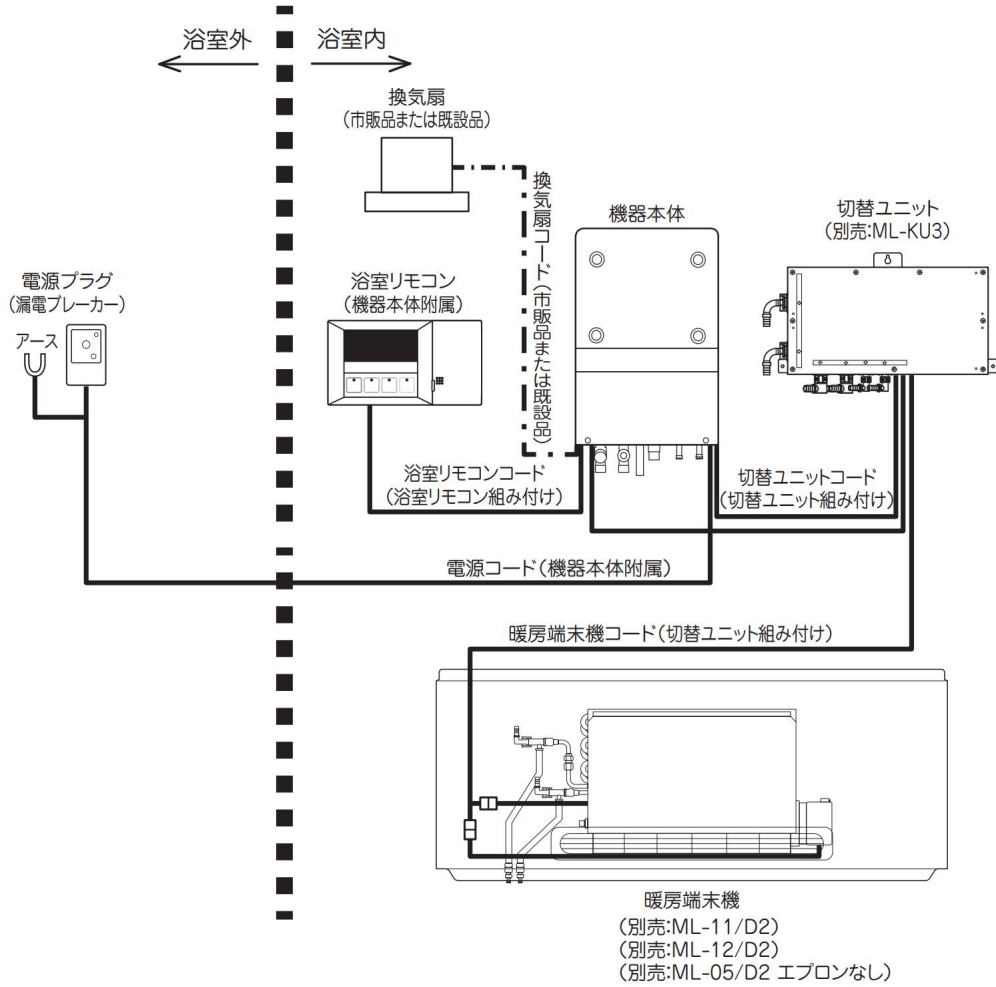 浴室外
浴室内
換気扇
(市販品または既設品)
換気扇コード(市販品または既設品)
機器本体
切替ユニット
(別売:ML-KU3)
電源プラグ
(漏電ブレーカー)
アース
浴室リモコン
(機器本体附属)
浴室リモコンコード
(浴室リモコン組み付け)
切替ユニットコード
(切替ユニット組み付け)
電源コード(機器本体附属)
暖房端末機コード(切替ユニット組み付け)
暖房端末機
(別売:ML-11/D2)
(別売:ML-12/D2)
(別売:ML-05/D2 エプロンなし)